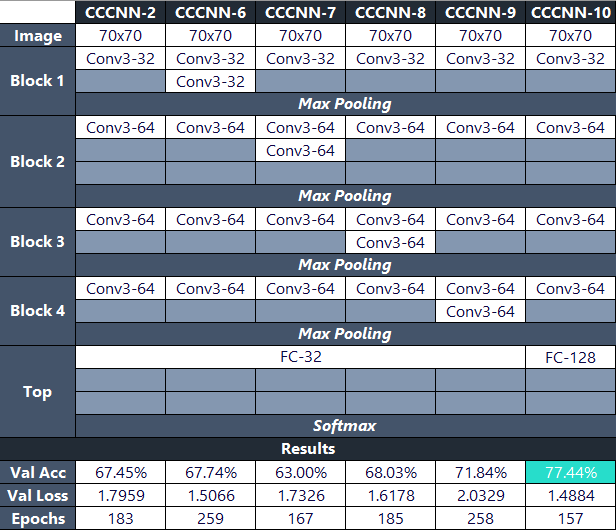 CCCNN-2 CCCNN-6 CCCNN-7 CCCNN-8 CCCNN-9 CCCNN-10
Image 70x70 70x70 70x70 70x70 70x70 70x70
Block 1
Conv3-32 Conv3-32 Conv3-32 Conv3-32 Conv3-32 Conv3-32
Conv3-32
Max Pooling
Block 2
Conv3-64 Conv3-64 Conv3-64 Conv3-64 Conv3-64 Conv3-64
Conv3-64
Max Pooling
Block 3
Conv3-64 Conv3-64 Conv3-64 Conv3-64 Conv3-64 Conv3-64
Conv3-64
Max Pooling
Block 4
Conv3-64 Conv3-64 Conv3-64 Conv3-64 Conv3-64 Conv3-64
Conv3-64
Max Pooling
Top
FC-32 FC-128
Softmax
Results
Val Acc 67.45% 67.74% 63.00% 68.03% 71.84% 77.44%
Val Loss 1.7959 1.5066 1.7326 1.6178 2.0329 1.4884
Epochs 183 259 167 185 258 157